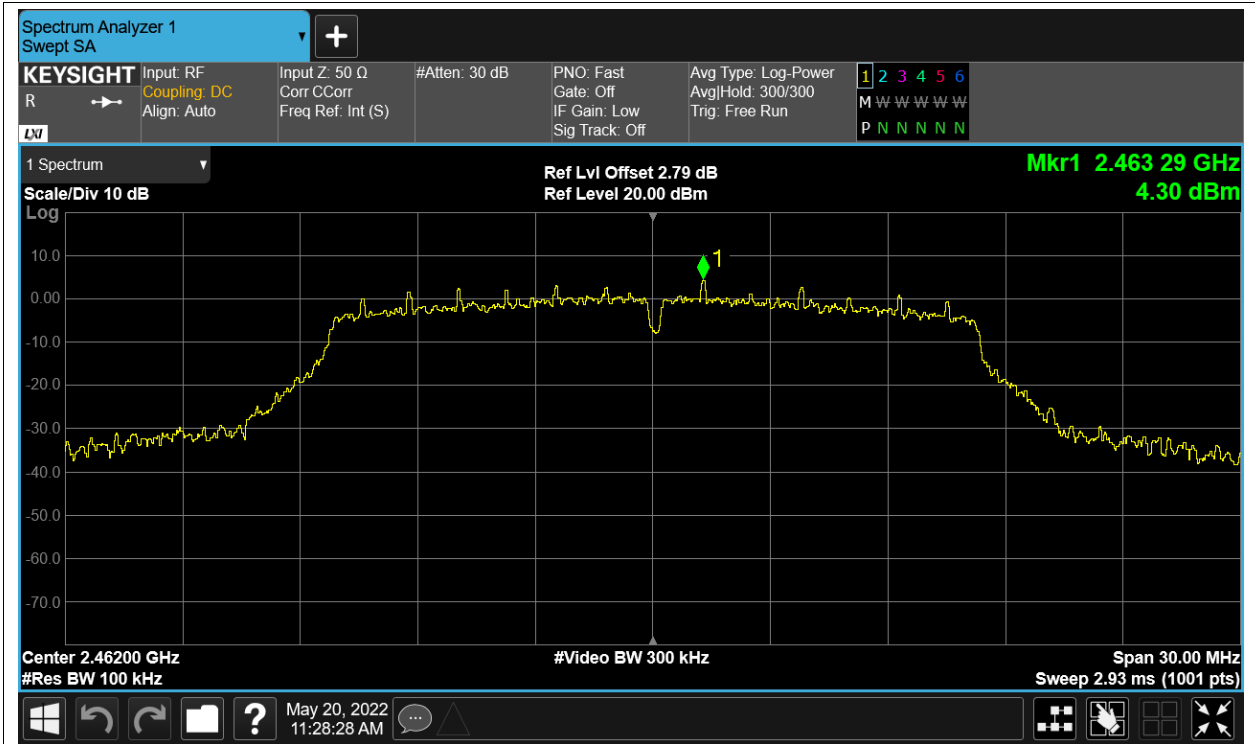 Spectrum Analyzer 1
Swept SA
KEYSIGHT
R
LXI
Input: RF
Coupling: DC
Align: Auto
Input Z: 50 Ω
Corr CCorr
Freq Ref: Int (S)
#Atten: 30 dB
PNO: Fast
Gate: Off
IF Gain: Low
Sig Track: Off
Avg Type: Log-Power
Avg|Hold: 300/300
Trig: Free Run
1 2 3 4 5 6
M W W W W W
P N N N N N
1 Spectrum
Scale/Div 10 dB
Log
Ref Lvl Offset 2.79 dB
Ref Level 20.00 dBm
Mkr1 2.463 29 GHz
4.30 dBm
1
10.0
0.00
-10.0
-20.0
-30.0
-40.0
-50.0
-60.0
-70.0
Center 2.46200 GHz
#Video BW 300 kHz
Span 30.00 MHz
#Res BW 100 kHz
Sweep 2.93 ms (1001 pts)
?
May 20, 2022
11:28:28 AM